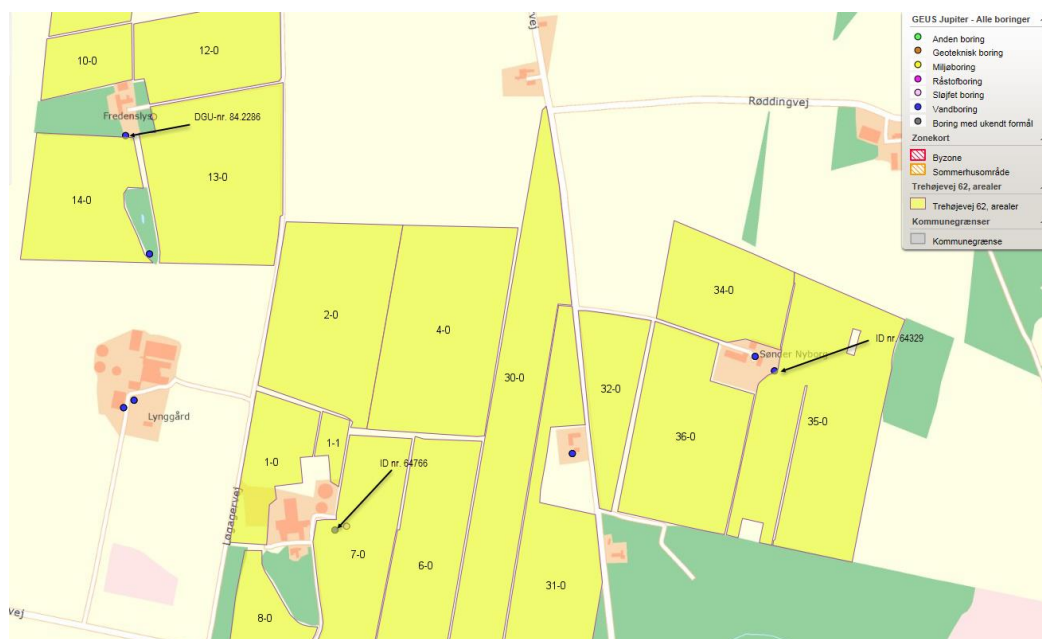 vej
GEUS Jupiter - Alle boringer
Anden boring
Geoteknisk boring
Miljøboring
Råstofboring
Sløjfet boring
Vandboring
Boring med ukendt formål
Zonekort
Byzone
Sommerhusområde
Trehøjevej 62, arealer
Trehøjevej 62, arealer
Kommunegrænser
Kommunegrænse
12-0
10-0
Røddingvej
Fredenslyst
DGU-nr. 84.2286
13-0
14-0
34-0
2-0
4-0
ID nr. 64329
Sønder Nyborg
30-0
32-0
Lynggård
35-0
36-0
1-1
1-0
ID nr. 64766
Løgagervej
7-0
6-0
31-0
vej
8-0